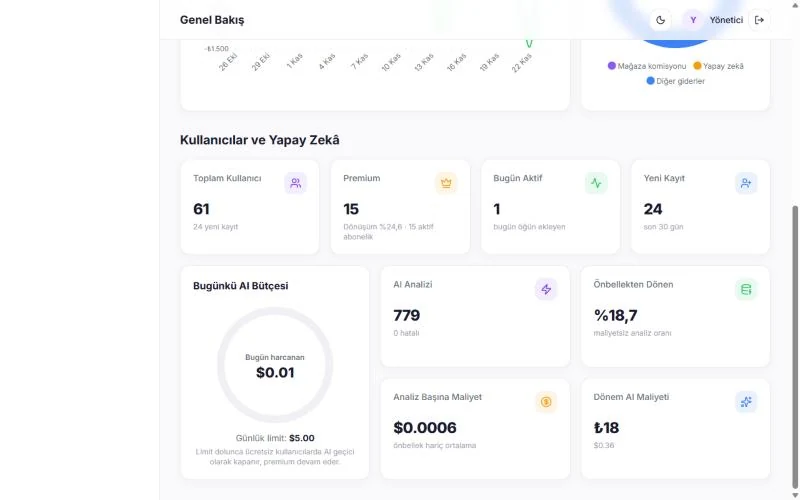 Genel Bakış
Y
Yönetici
-₺1.500
26 Eki
29 Eki
1 Kas
4 Kas
7 Kas
10 Kas
13 Kas
16 Kas
19 Kas
22 Kas
Mağaza komisyonu
Yapay zekâ
Diğer giderler
Kullanıcılar ve Yapay Zekâ
Toplam Kullanıcı
61
24 yeni kayıt
Premium
15
Dönüşüm %24,6 · 15 aktif
abonelik
Bugün Aktif
1
bugün öğün ekleyen
Yeni Kayıt
24
son 30 gün
Bugünkü AI Bütçesi
Bugün harcanan
$0.01
Günlük limit: $5.00
Limit dolunca ücretsiz kullanıcılarda AI geçici
olarak kapanır, premium devam eder.
AI Analizi
779
0 hatalı
Önbellekten Dönen
%18,7
maliyetsiz analiz oranı
Analiz Başına Maliyet
$0.0006
önbellek hariç ortalama
Dönem AI Maliyeti
₺18
$0.36